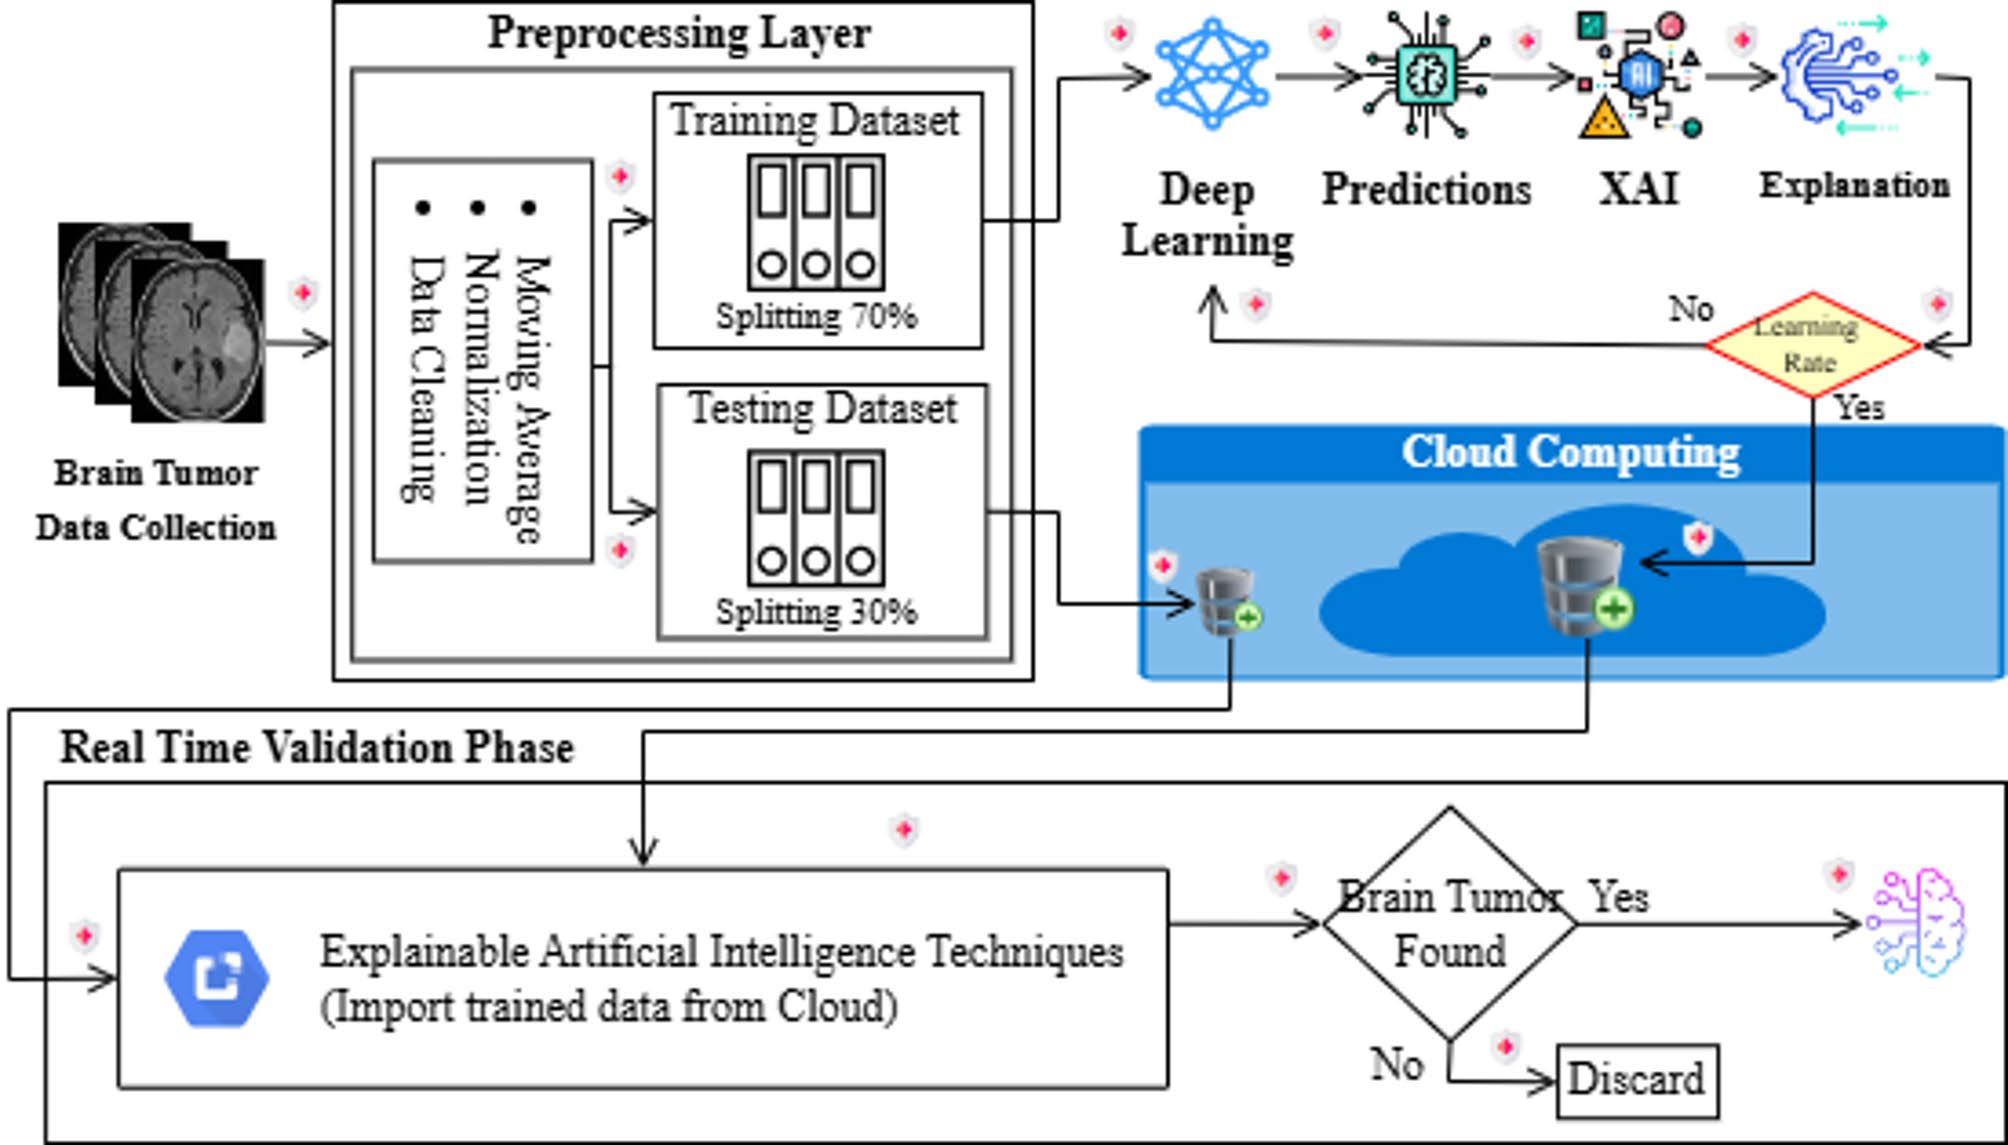 Preprocessing Layer
Training Dataset
Splitting 70%
Moving Average
Normalization
Data Cleaning
Testing Dataset
Splitting 30%
Brain Tumor
Data Collection
Deep
Learning
Predictions
XAI
AI
Explanation
No
Learning
Rate
Yes
Cloud Computing
Real Time Validation Phase
Explainable Artificial Intelligence Techniques
(Import trained data from Cloud)
Brain Tumor
Found
Yes
No
Discard